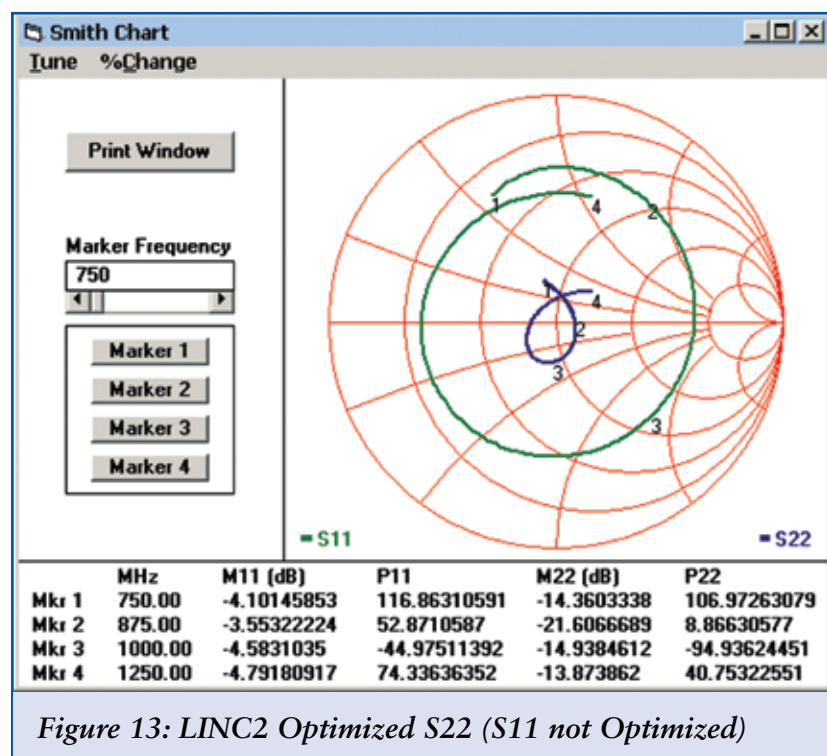 Smith Chart
Tune %Change
Print Window
Marker Frequency
750
Marker 1
Marker 2
Marker 3
Marker 4
1
4
2
1
4
2
3
3
S11
S22
MHz M11 (dB) P11 M22 (dB) P22
Mkr 1 750.00 -4.10145853 116.86310591 -14.3603338 106.97263079
Mkr 2 875.00 -3.55322224 52.8710587 -21.6066689 8.86630577
Mkr 3 1000.00 -4.5831035 -44.97511392 -14.9384612 -94.93624451
Mkr 4 1250.00 -4.79180917 74.33636352 -13.873862 40.75322551
Figure 13: LINC2 Optimized S22 (S11 not Optimized)